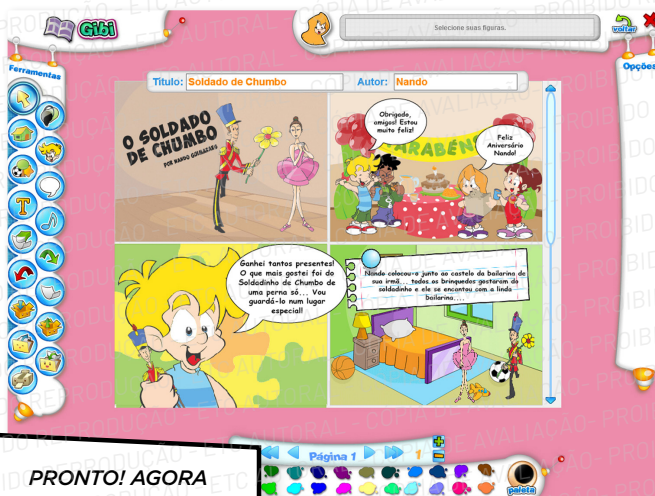 Gibi
Selecione suas figuras.
voltar
Ferramentas
Opções
Título: Soldado de Chumbo
Autor: Nando
O SOLDADO
DE CHUMBO
POR NANDO
Obrigado,
amigos! Estou
muito feliz!
Feliz
Aniversário
Nando!
PARABÉNS
Ganhei tantos presentes!
O que mais gostei foi do
Soldadinho de Chumbo de
uma perna só... Vou
guardá-lo num lugar
especial!
Nando colocou-o junto ao castelo da bailarina de
sua irmã... todos os brinquedos gostaram do
soldadinho e ele se encantou com a linda
bailarina....
Página 1
1
paleta
PRONTO! AGORA